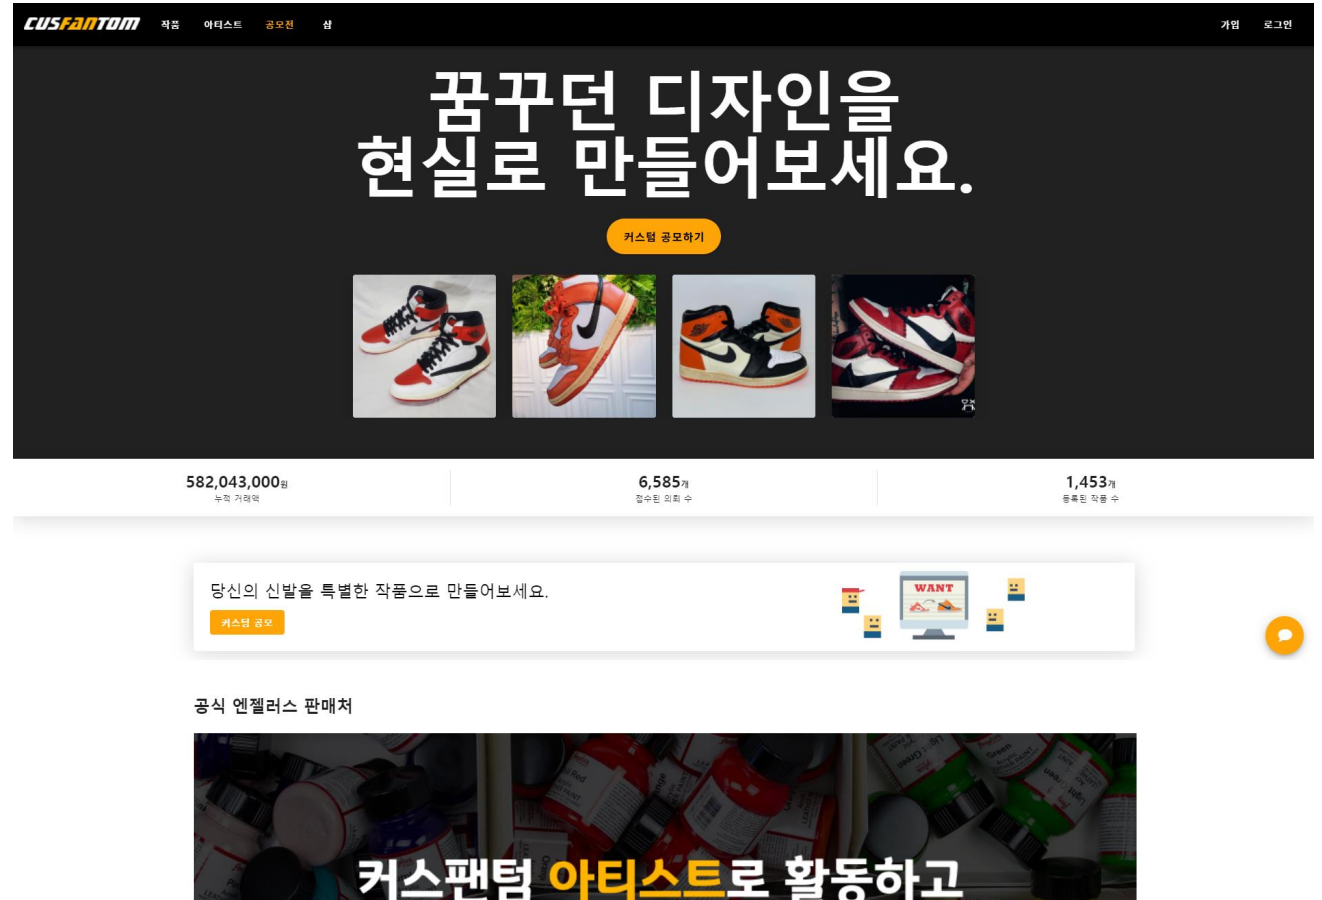 CUSFANTOM 작품 아티스트 공모전 샵 가입 로그인
꿈꾸던 디자인을
현실로 만들어보세요.
커스텀 공모하기
582,043,000원
누적 거래액
6,585개
접수된 의뢰 수
1,453개
등록된 작품 수
당신의 신발을 특별한 작품으로 만들어보세요.
커스텀 공모
WANT
공식 엔젤러스 판매처
Red
Orange
Green
Light Green
커스팬텀 아티스트로 활동하고